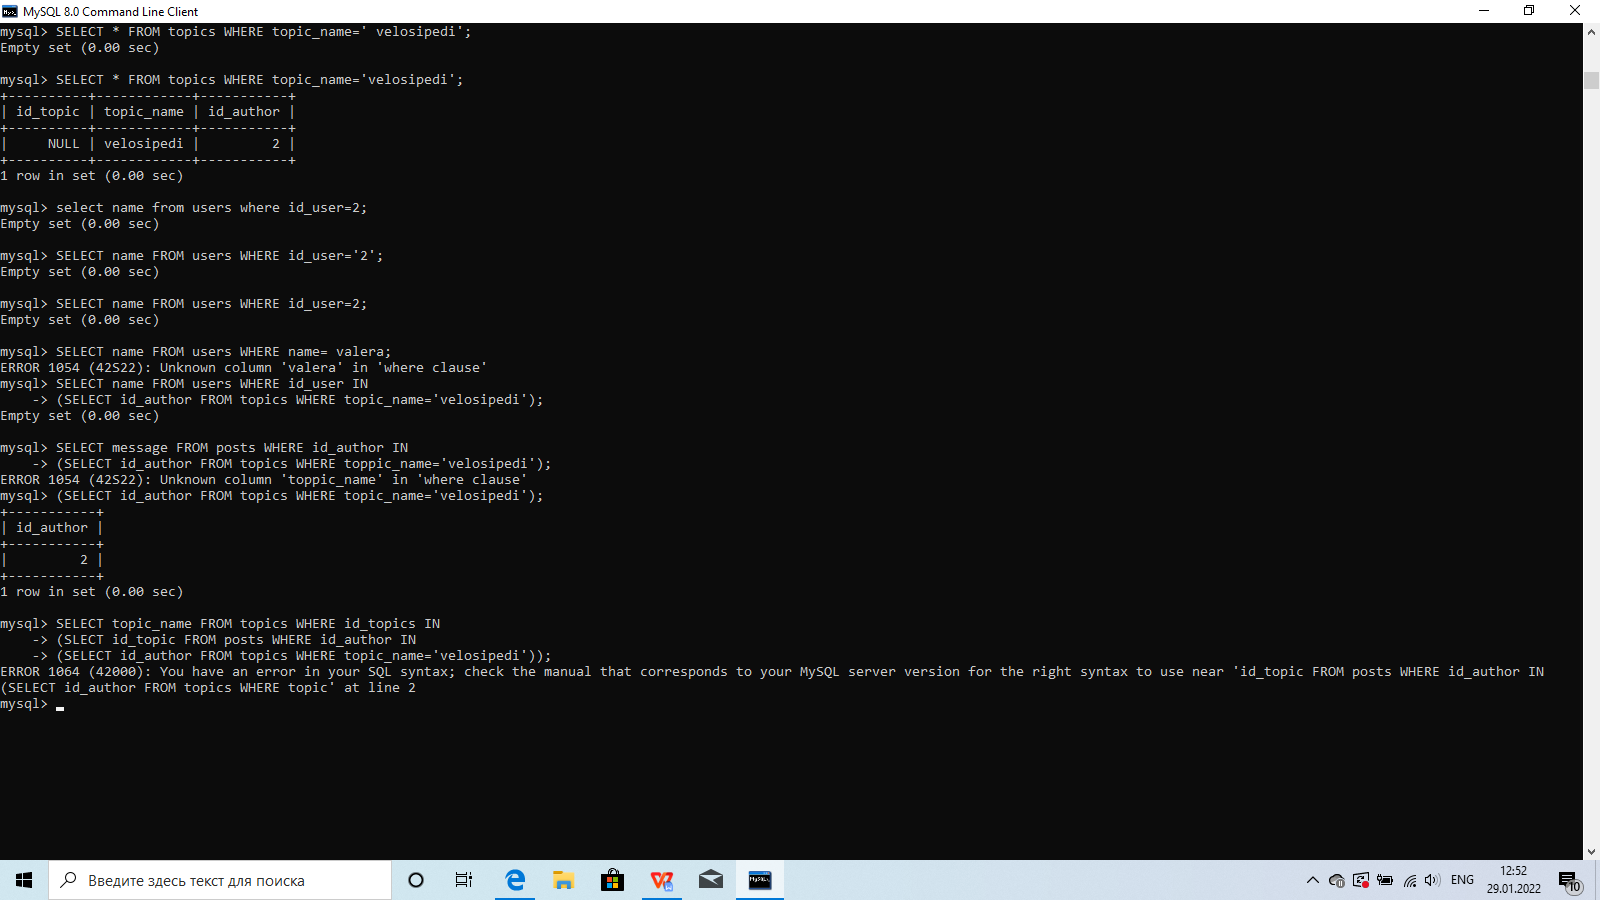 MySQL 8.0 Command Line Client
mysql> SELECT * FROM topics WHERE topic_name=' velosipedi';
Empty set (0.00 sec)
mysql> SELECT * FROM topics WHERE topic_name='velosipedi';
+----------+------------+-----------+
| id_topic | topic_name | id_author |
+----------+------------+-----------+
|     NULL | velosipedi |         2 |
+----------+------------+-----------+
1 row in set (0.00 sec)
mysql> select name from users where id_user=2;
Empty set (0.00 sec)
mysql> SELECT name FROM users WHERE id_user='2';
Empty set (0.00 sec)
mysql> SELECT name FROM users WHERE id_user=2;
Empty set (0.00 sec)
mysql> SELECT name FROM users WHERE name= valera;
ERROR 1054 (42S22): Unknown column 'valera' in 'where clause'
mysql> SELECT name FROM users WHERE id_user IN
    -> (SELECT id_author FROM topics WHERE topic_name='velosipedi');
Empty set (0.00 sec)
mysql> SELECT message FROM posts WHERE id_author IN
    -> (SELECT id_author FROM topics WHERE toppic_name='velosipedi');
ERROR 1054 (42S22): Unknown column 'toppic_name' in 'where clause'
mysql> (SELECT id_author FROM topics WHERE topic_name='velosipedi');
+-----------+
| id_author |
+-----------+
|         2 |
+-----------+
1 row in set (0.00 sec)
mysql> SELECT topic_name FROM topics WHERE id_topics IN
    -> (SLECT id_topic FROM posts WHERE id_author IN
    -> (SELECT id_author FROM topics WHERE topic_name='velosipedi'));
ERROR 1064 (42000): You have an error in your SQL syntax; check the manual that corresponds to your MySQL server version for the right syntax to use near 'id_topic FROM posts WHERE id_author IN
(SELECT id_author FROM topics WHERE topic' at line 2
mysql>
Введите здесь текст для поиска
ENG
12:52
29.01.2022
10